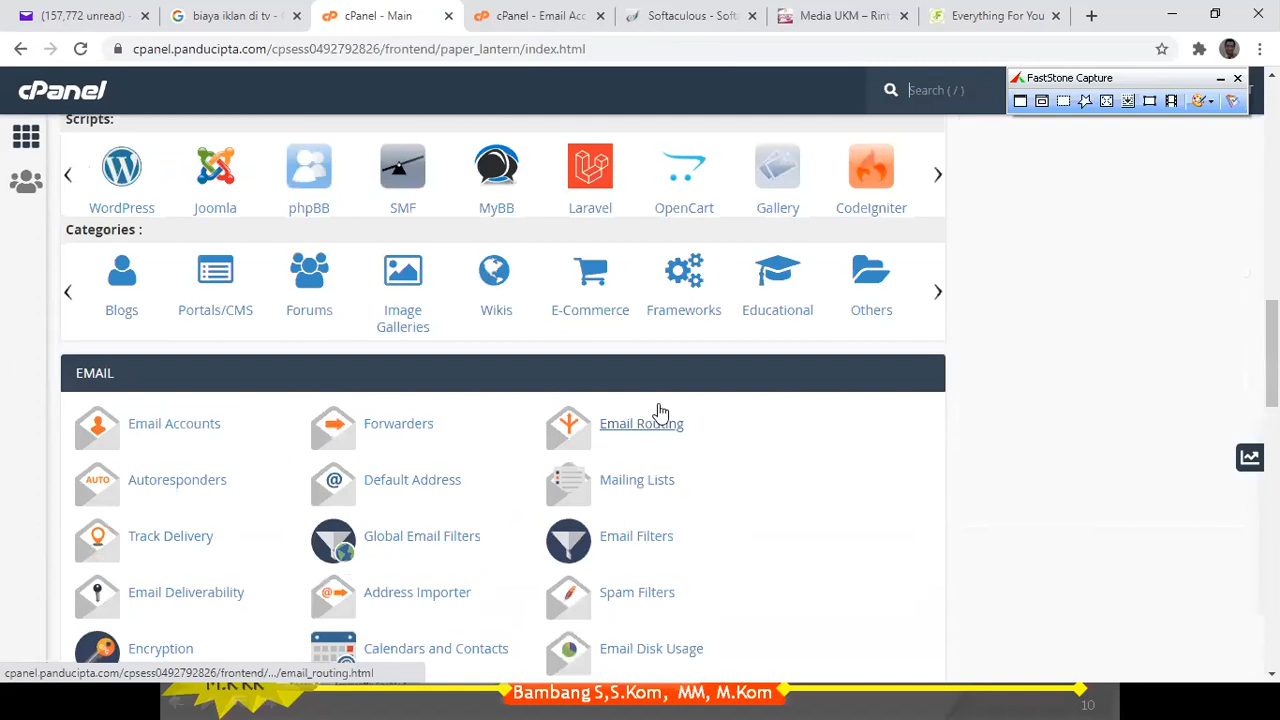 (157,772 unread) -
biaya iklan di tv -
cPanel - Main
cPanel - Email Acc
Softaculous - Soft
Media UKM – Rint
Everything For You
cpanel.panducipta.com/cpsess0492792826/frontend/paper_lantern/index.html
cPanel
Search ( / )
FastStone Capture
T
Scripts:
WordPress
Joomla
phpBB
SMF
MyBB
Laravel
OpenCart
Gallery
CodeIgniter
Categories :
Blogs
Portals/CMS
Forums
Image
Galleries
Wikis
E-Commerce
Frameworks
Educational
Others
EMAIL
Email Accounts
Forwarders
Email Routing
AUTO
Autoresponders
@
Default Address
Mailing Lists
Track Delivery
Global Email Filters
Email Filters
Email Deliverability
@
Address Importer
Spam Filters
Encryption
Calendars and Contacts
Email Disk Usage
cpanel.panducipta.com/cpsess0492792826/frontend/.../email_routing.html
Bambang S,S.Kom, MM, M.Kom
10